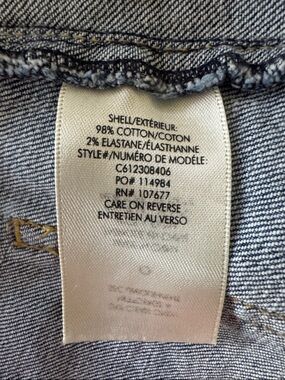 SHELL/EXTÉRIEUR:
98% COTTON/COTON
2% ELASTANE/ÉLASTHANNE
STYLE#/NUMÉRO DE MODÈLE:
C612308406
PO# 114984
RN# 107677
CARE ON REVERSE
ENTRETIEN AU VERSO